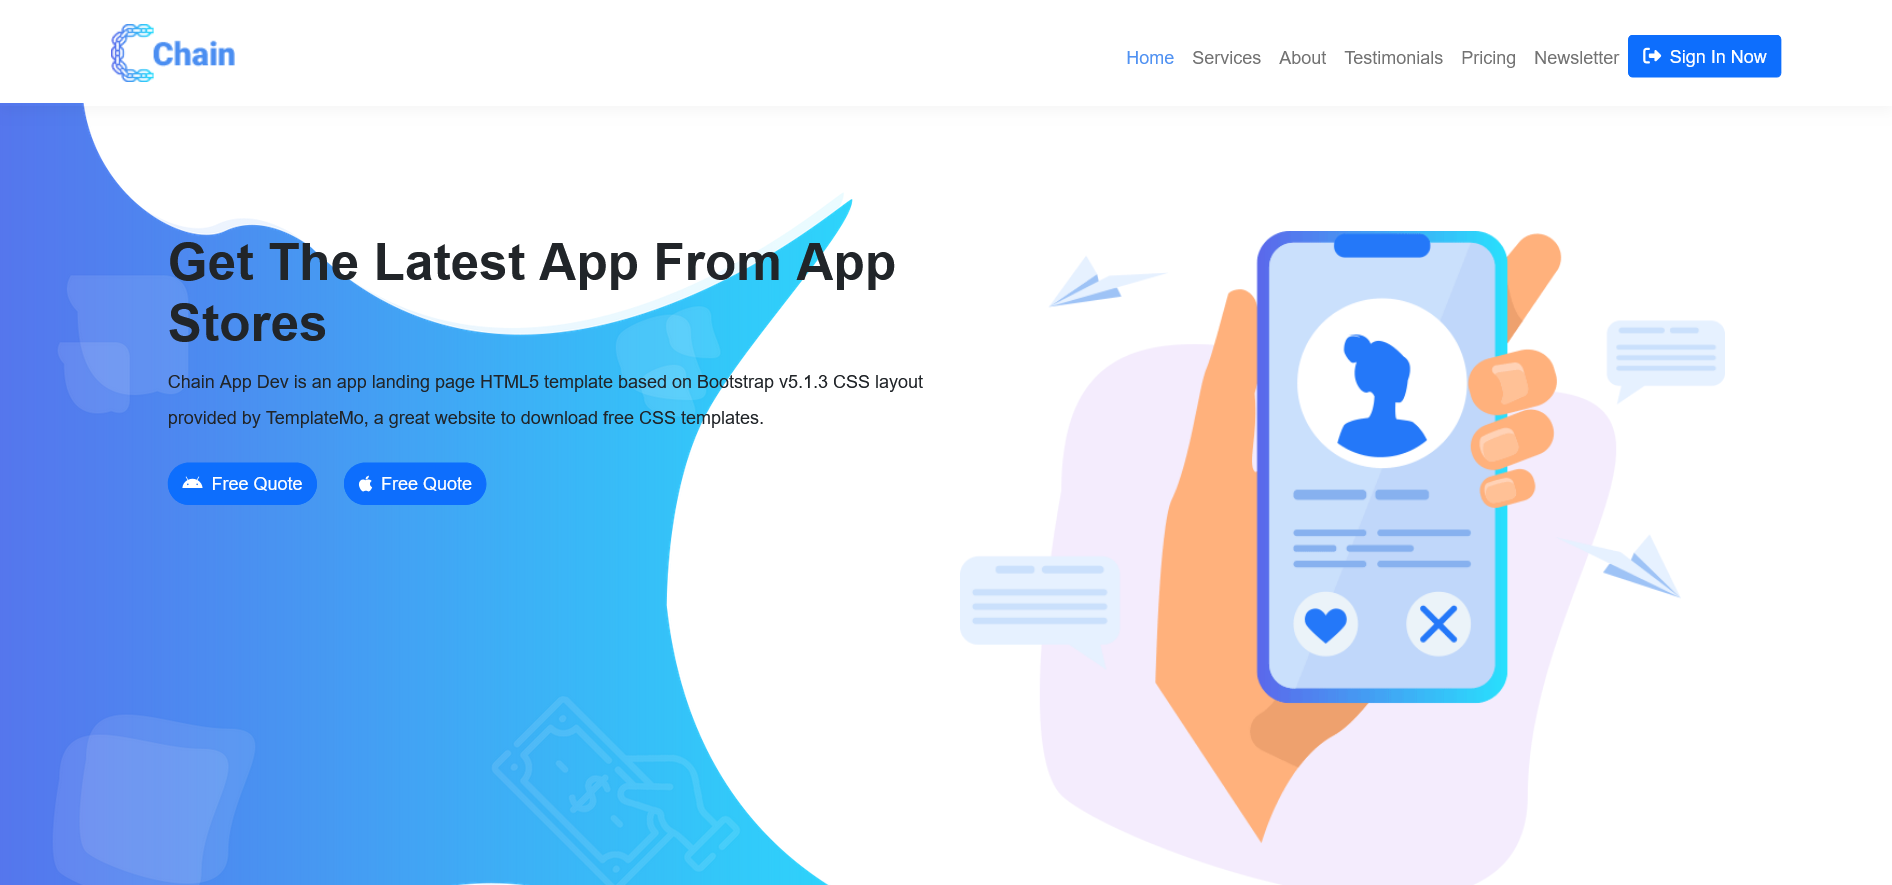 Chain
Home Services About Testimonials Pricing Newsletter Sign In Now
Get The Latest App From App
Stores
Chain App Dev is an app landing page HTML5 template based on Bootstrap v5.1.3 CSS layout
provided by TemplateMo, a great website to download free CSS templates.
Free Quote Free Quote